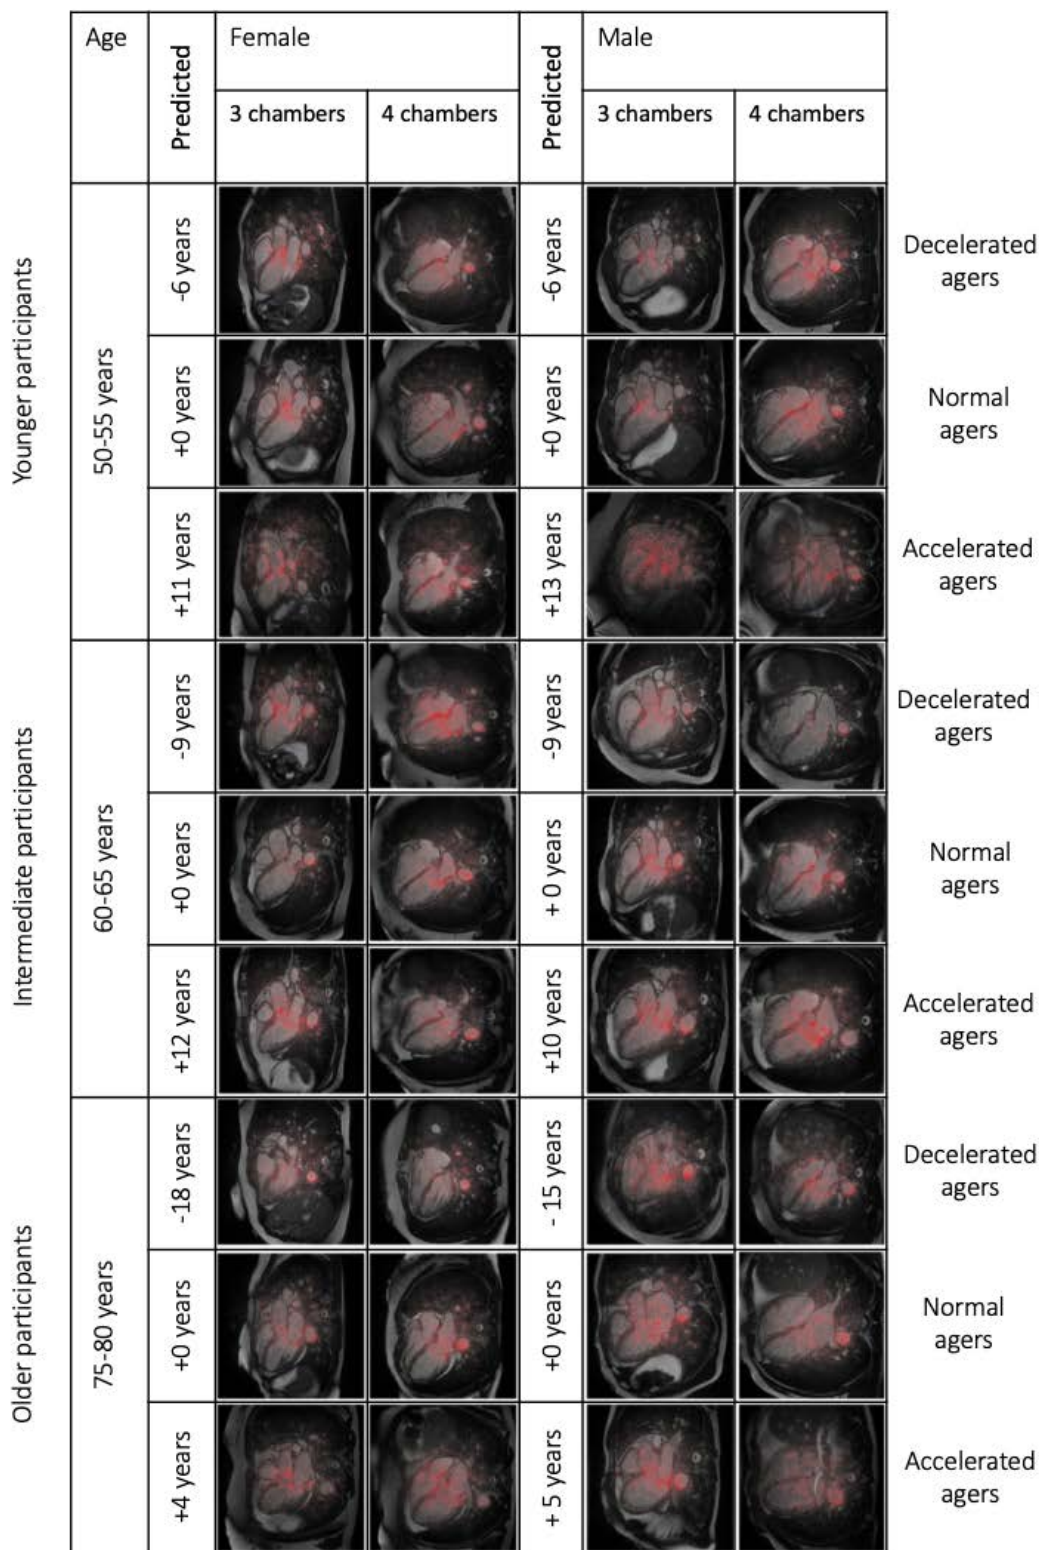 Age
Predicted
Female
Predicted
Male
3 chambers
4 chambers
3 chambers
4 chambers
Younger participants
50-55 years
-6 years
-6 years
Decelerated
agers
+0 years
+0 years
Normal
agers
+11 years
+13 years
Accelerated
agers
Intermediate participants
60-65 years
-9 years
-9 years
Decelerated
agers
+0 years
+ 0 years
Normal
agers
+12 years
+10 years
Accelerated
agers
Older participants
75-80 years
-18 years
- 15 years
Decelerated
agers
+0 years
+0 years
Normal
agers
+4 years
+ 5 years
Accelerated
agers